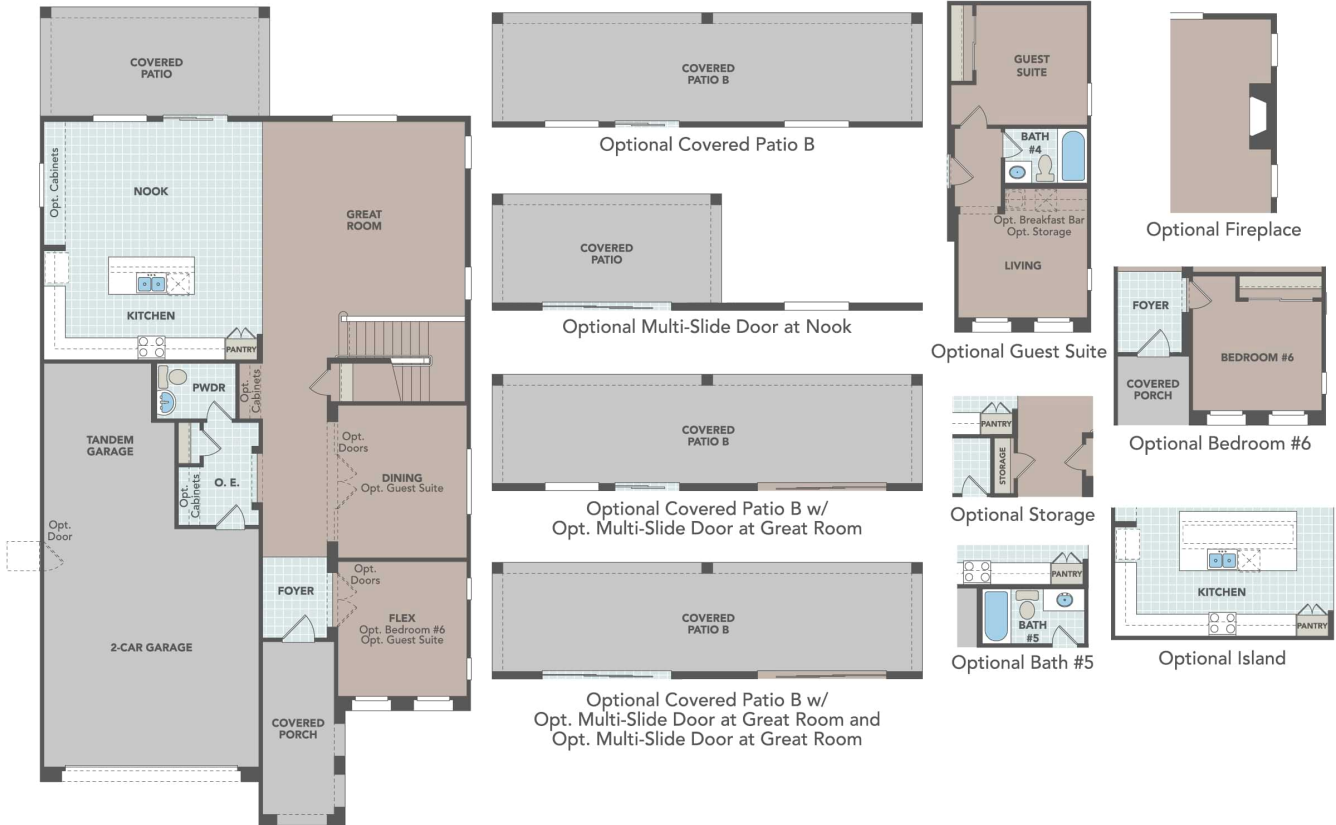 COVERED
PATIO
Opt. Cabinets
NOOK
GREAT
ROOM
KITCHEN
PANTRY
PWDR
Opt.
Cabinets
TANDEM
GARAGE
O. E.
Opt.
Cabinets
Opt.
Doors
DINING
Opt. Guest Suite
Opt.
Door
FOYER
Opt.
Doors
FLEX
Opt. Bedroom #6
Opt. Guest Suite
2-CAR GARAGE
COVERED
PORCH
COVERED
PATIO B
Optional Covered Patio B
COVERED
PATIO
Optional Multi-Slide Door at Nook
COVERED
PATIO B
Optional Covered Patio B w/
Opt. Multi-Slide Door at Great Room
COVERED
PATIO B
Optional Covered Patio B w/
Opt. Multi-Slide Door at Great Room and
Opt. Multi-Slide Door at Great Room
GUEST
SUITE
BATH
#4
Opt. Breakfast Bar
Opt. Storage
LIVING
Optional Guest Suite
Optional Fireplace
FOYER
BEDROOM #6
COVERED
PORCH
Optional Bedroom #6
PANTRY
STORAGE
Optional Storage
PANTRY
BATH
#5
Optional Bath #5
KITCHEN
PANTRY
Optional Island